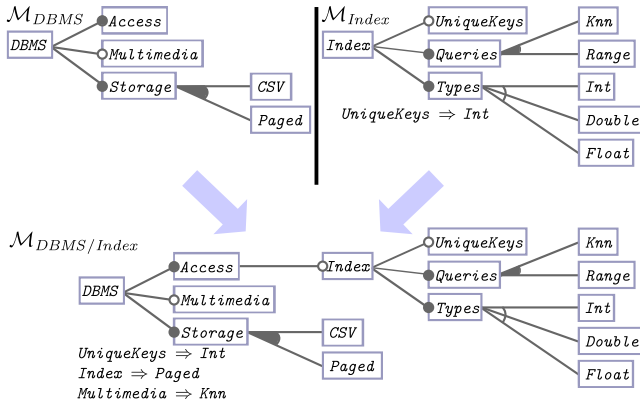 M_DBMS
DBMS
Access
Multimedia
Storage
CSV
Paged
M_Index
Index
UniqueKeys
Queries
Types
Knn
Range
Int
Double
Float
UniqueKeys ⇒ Int
M_DBMS/Index
DBMS
Access
Multimedia
Storage
CSV
Paged
Index
UniqueKeys
Queries
Types
Knn
Range
Int
Double
Float
UniqueKeys ⇒ Int
Index ⇒ Paged
Multimedia ⇒ Knn